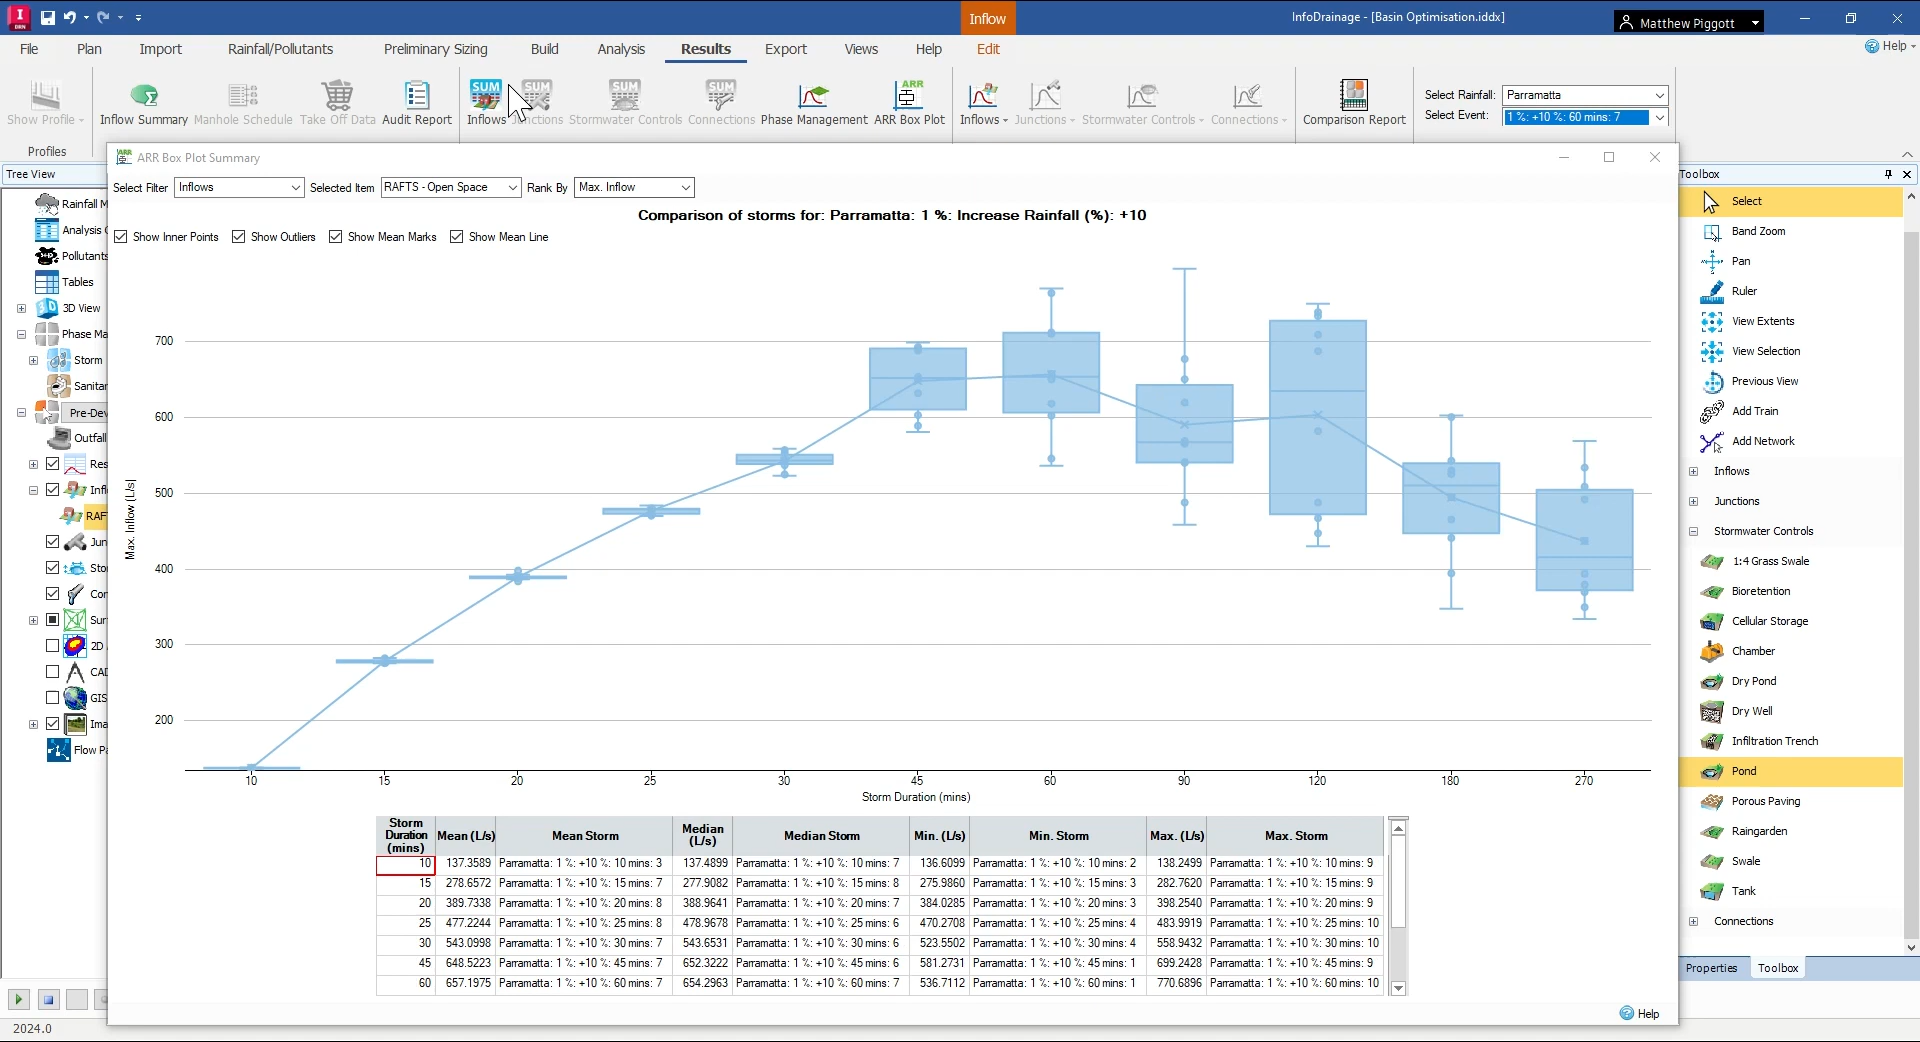 Inflow
InfoDrainage - [Basin Optimisation.iddx]
Matthew Piggott
File Plan Import Rainfall/Pollutants Preliminary Sizing Build Analysis Results Export Views Help Edit
Help
Show Profile
Inflow Summary
Manhole Schedule
Take Off Data
Audit Report
SUM
Inflows
SUM
Junctions
SUM
Stormwater Controls
SUM
Connections
Phase Management
ARR
ARR Box Plot
Inflows
Junctions
Stormwater Controls
Connections
Comparison Report
Select Rainfall: Parramatta
Select Event: 1 %: +10 %: 60 mins: 7
Profiles
Tree View
Rainfall M
Analysis
Pollutants
Tables
3D View
Phase Ma
Storm
Sanitar
Pre-Dev
Outfall
Res
Infl
RAF
Jun
Sto
Con
Sur
2D
CAD
GIS
Ima
Flow Pa
2024.0
ARR Box Plot Summary
Select Filter Inflows Selected Item RAFTS - Open Space Rank By Max. Inflow
Comparison of storms for: Parramatta: 1 %: Increase Rainfall (%): +10
Show Inner Points Show Outliers Show Mean Marks Show Mean Line
Max. Inflow (L/s)
700
600
500
400
300
200
10 15 20 25 30 45 60 90 120 180 270
Storm Duration (mins)
Storm Duration (mins) Mean (L/s) Mean Storm Median (L/s) Median Storm Min. (L/s) Min. Storm Max. (L/s) Max. Storm
10 137.3589 Parramatta: 1 %: +10 %: 10 mins: 3 137.4899 Parramatta: 1 %: +10 %: 10 mins: 7 136.6099 Parramatta: 1 %: +10 %: 10 mins: 2 138.2499 Parramatta: 1 %: +10 %: 10 mins: 9
15 278.6572 Parramatta: 1 %: +10 %: 15 mins: 7 277.9082 Parramatta: 1 %: +10 %: 15 mins: 8 275.9860 Parramatta: 1 %: +10 %: 15 mins: 3 282.7620 Parramatta: 1 %: +10 %: 15 mins: 9
20 389.7338 Parramatta: 1 %: +10 %: 20 mins: 8 388.9641 Parramatta: 1 %: +10 %: 20 mins: 7 384.0285 Parramatta: 1 %: +10 %: 20 mins: 3 398.2540 Parramatta: 1 %: +10 %: 20 mins: 9
25 477.2244 Parramatta: 1 %: +10 %: 25 mins: 8 478.9678 Parramatta: 1 %: +10 %: 25 mins: 6 470.2708 Parramatta: 1 %: +10 %: 25 mins: 4 483.9919 Parramatta: 1 %: +10 %: 25 mins: 10
30 543.0998 Parramatta: 1 %: +10 %: 30 mins: 7 543.6531 Parramatta: 1 %: +10 %: 30 mins: 6 523.5502 Parramatta: 1 %: +10 %: 30 mins: 4 558.9432 Parramatta: 1 %: +10 %: 30 mins: 10
45 648.5223 Parramatta: 1 %: +10 %: 45 mins: 7 652.3222 Parramatta: 1 %: +10 %: 45 mins: 6 581.2731 Parramatta: 1 %: +10 %: 45 mins: 1 699.2428 Parramatta: 1 %: +10 %: 45 mins: 9
60 657.1975 Parramatta: 1 %: +10 %: 60 mins: 7 654.2963 Parramatta: 1 %: +10 %: 60 mins: 7 536.7112 Parramatta: 1 %: +10 %: 60 mins: 1 770.6896 Parramatta: 1 %: +10 %: 60 mins: 10
Help
Toolbox
Select
Band Zoom
Pan
Ruler
View Extents
View Selection
Previous View
Add Train
Add Network
Inflows
Junctions
Stormwater Controls
1:4 Grass Swale
Bioretention
Cellular Storage
Chamber
Dry Pond
Dry Well
Infiltration Trench
Pond
Porous Paving
Raingarden
Swale
Tank
Connections
Properties Toolbox